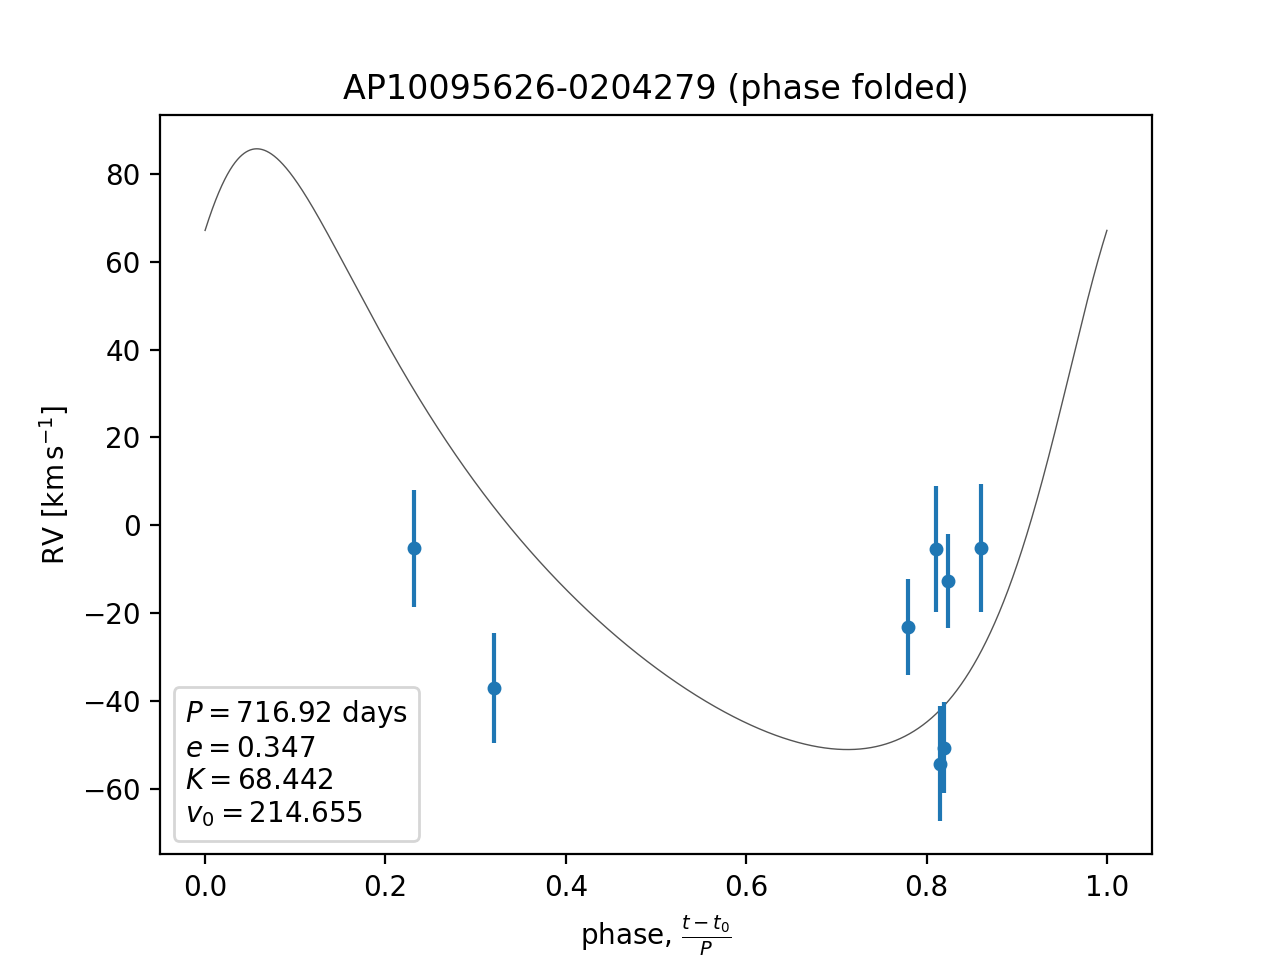 AP10095626-0204279 (phase folded)
80
60
40
20
0
−20
−40
−60
RV [km s⁻¹]
P = 716.92 days
e = 0.347
K = 68.442
v₀ = 214.655
0.0 0.2 0.4 0.6 0.8 1.0
phase, (t − t₀)/P